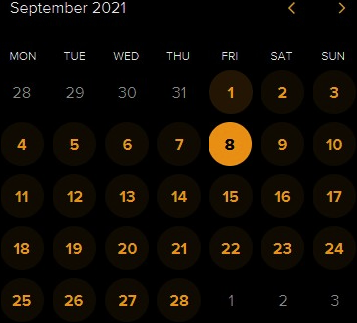 September 2021
MON TUE WED THU FRI SAT SUN
28 29 30 31 1 2 3
4 5 6 7 8 9 10
11 12 13 14 15 16 17
18 19 20 21 22 23 24
25 26 27 28 1 2 3